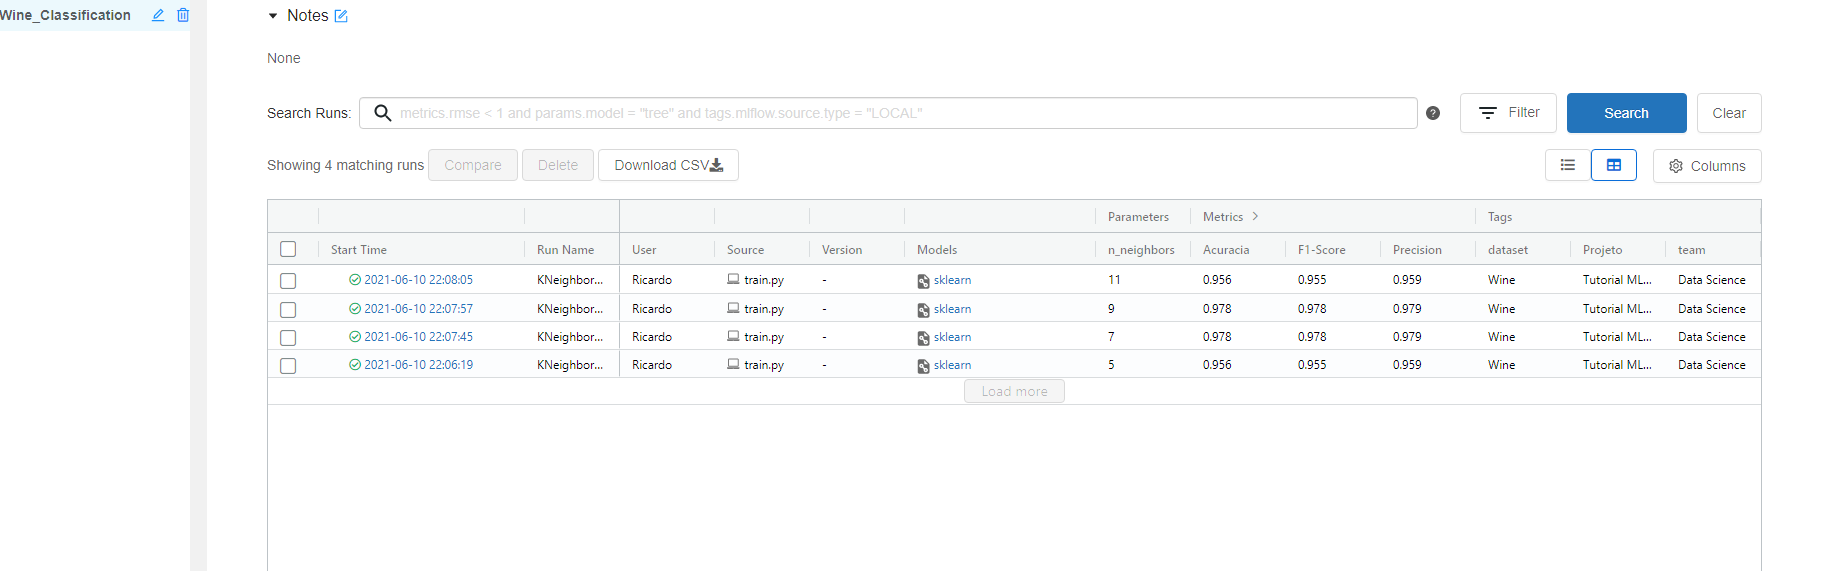 Wine_Classification
Notes
None
Search Runs: metrics.rmse < 1 and params.model = "tree" and tags.mlflow.source.type = "LOCAL" ? Filter Search Clear
Showing 4 matching runs Compare Delete Download CSV Columns
Parameters Metrics > Tags
Start Time Run Name User Source Version Models n_neighbors Acuracia F1-Score Precision dataset Projeto team
2021-06-10 22:08:05 KNeighbor... Ricardo train.py - sklearn 11 0.956 0.955 0.959 Wine Tutorial ML... Data Science
2021-06-10 22:07:57 KNeighbor... Ricardo train.py - sklearn 9 0.978 0.978 0.979 Wine Tutorial ML... Data Science
2021-06-10 22:07:45 KNeighbor... Ricardo train.py - sklearn 7 0.978 0.978 0.979 Wine Tutorial ML... Data Science
2021-06-10 22:06:19 KNeighbor... Ricardo train.py - sklearn 5 0.956 0.955 0.959 Wine Tutorial ML... Data Science
Load more